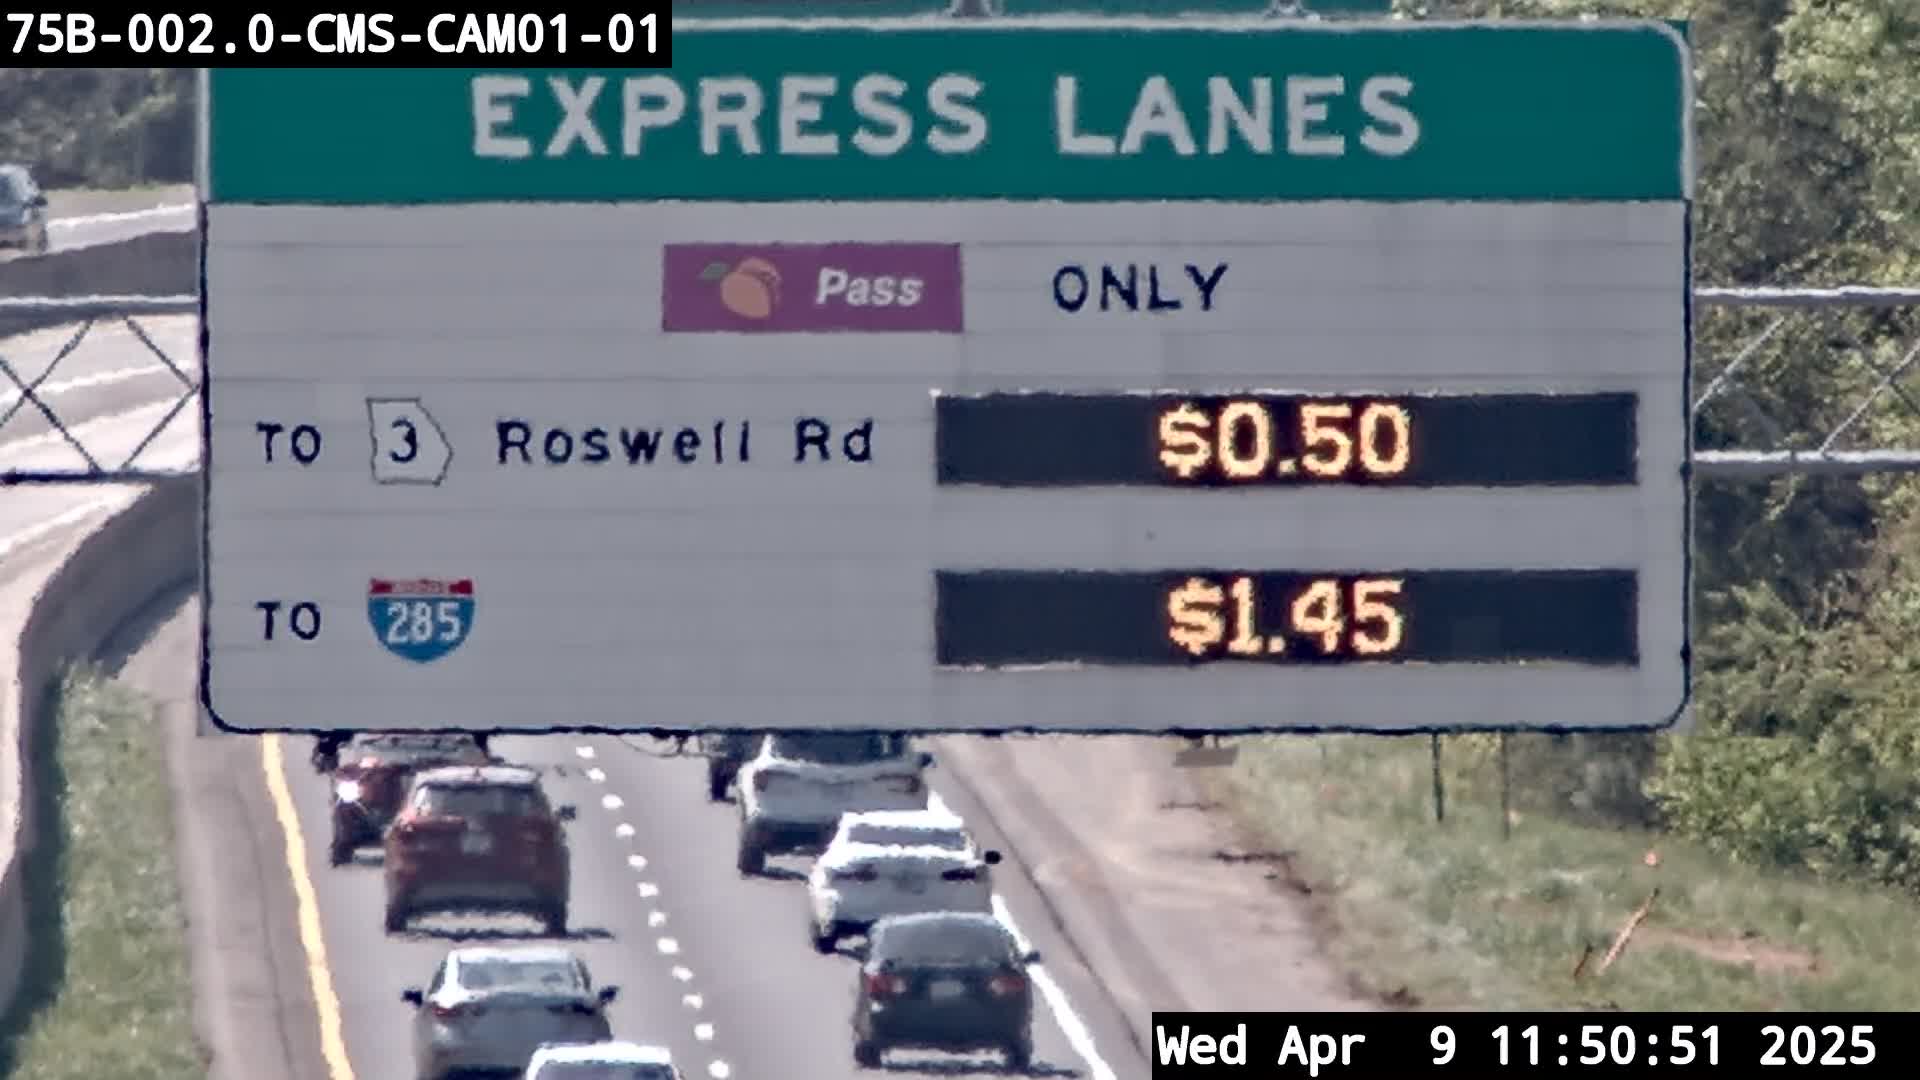 75B-002.0-CMS-CAM01-01
EXPRESS LANES
Pass ONLY
TO 3 Roswell Rd $0.50
TO 285 $1.45
Wed Apr 9 11:50:51 2025